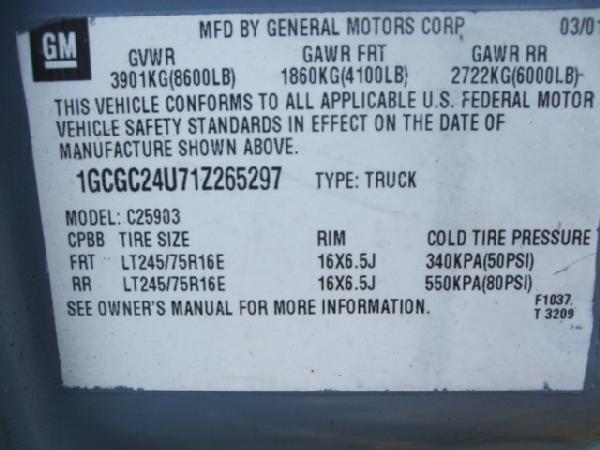 GM
MFD BY GENERAL MOTORS CORP 03/01
GVWR GAWR FRT GAWR RR
3901KG(8600LB) 1860KG(4100LB) 2722KG(6000LB)
THIS VEHICLE CONFORMS TO ALL APPLICABLE U.S. FEDERAL MOTOR
VEHICLE SAFETY STANDARDS IN EFFECT ON THE DATE OF
MANUFACTURE SHOWN ABOVE.
1GCGC24U71Z265297 TYPE: TRUCK
MODEL: C25903
CPBB TIRE SIZE RIM COLD TIRE PRESSURE
FRT LT245/75R16E 16X6.5J 340KPA(50PSI)
RR LT245/75R16E 16X6.5J 550KPA(80PSI)
SEE OWNER'S MANUAL FOR MORE INFORMATION.
F1037
T 3209